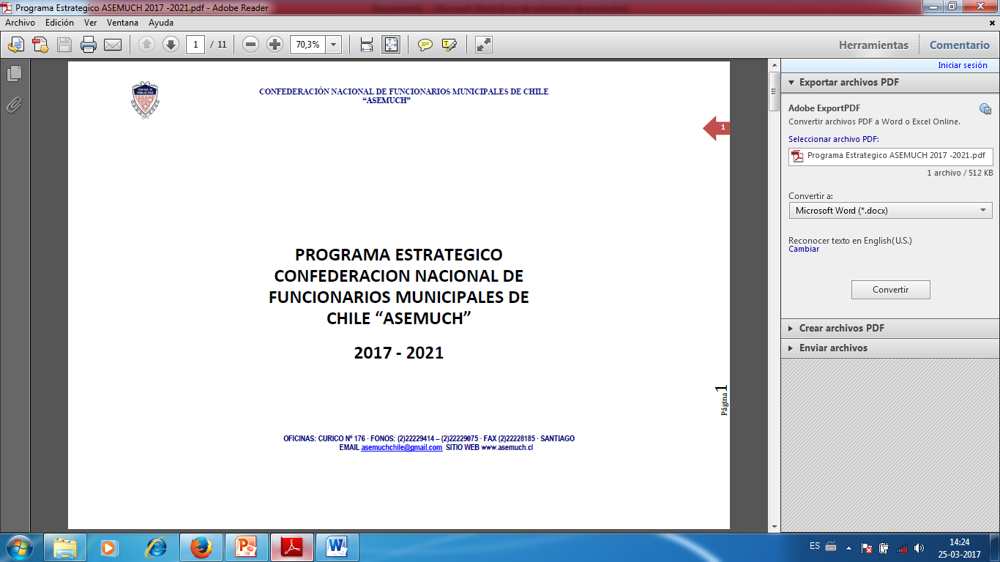 Programa Estrategico ASEMUCH 2017 -2021.pdf - Adobe Reader
Archivo Edición Ver Ventana Ayuda
1 / 11 70,3% Herramientas Comentario
Iniciar sesión
CONFEDERACIÓN NACIONAL DE FUNCIONARIOS MUNICIPALES DE CHILE
“ASEMUCH”
1
PROGRAMA ESTRATEGICO
CONFEDERACION NACIONAL DE
FUNCIONARIOS MUNICIPALES DE
CHILE “ASEMUCH”
2017 - 2021
Página 1
OFICINAS: CURICO Nº 176 · FONOS: (2)22229414 – (2)22229075 · FAX (2)22228185 · SANTIAGO
EMAIL asemuchchile@gmail.com SITIO WEB www.asemuch.cl
Exportar archivos PDF
Adobe ExportPDF
Convertir archivos PDF a Word o Excel Online.
Seleccionar archivo PDF:
Programa Estrategico ASEMUCH 2017 -2021.pdf
1 archivo / 512 KB
Convertir a:
Microsoft Word (*.docx)
Reconocer texto en English(U.S.)
Cambiar
Convertir
Crear archivos PDF
Enviar archivos
ES
14:24
25-03-2017